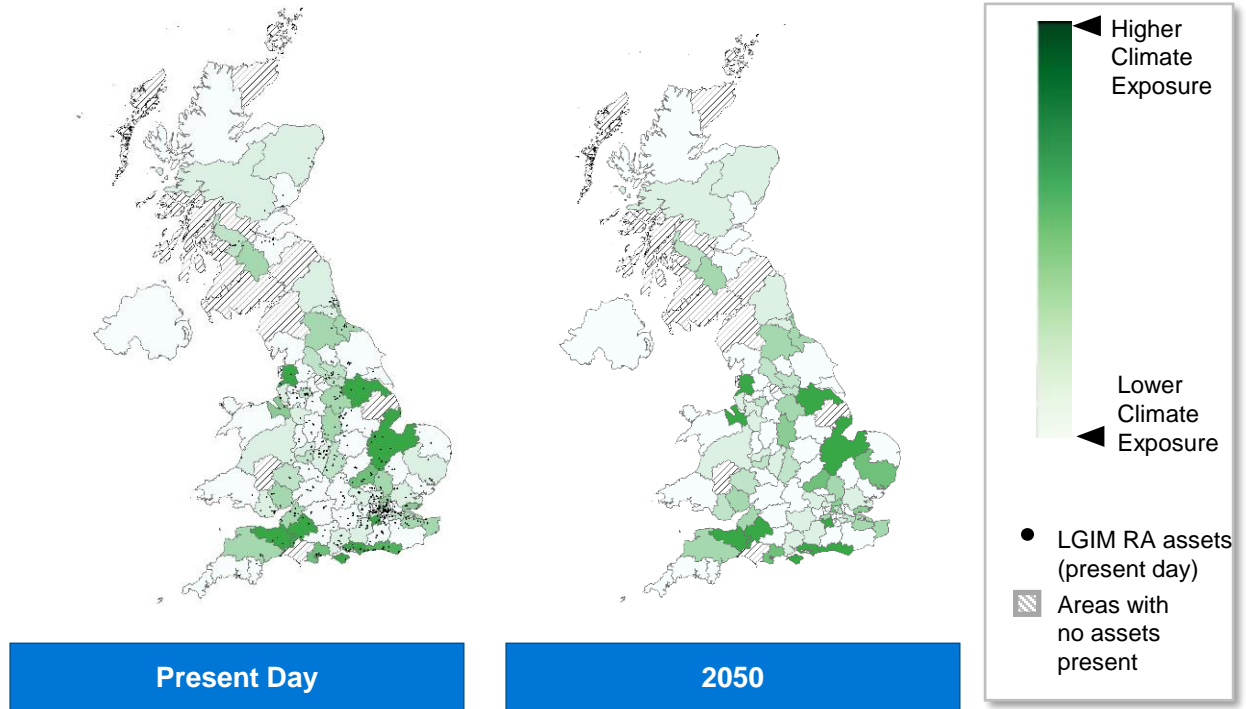 Present Day
2050
Higher
Climate
Exposure
Lower
Climate
Exposure
LGIM RA assets
(present day)
Areas with
no assets
present